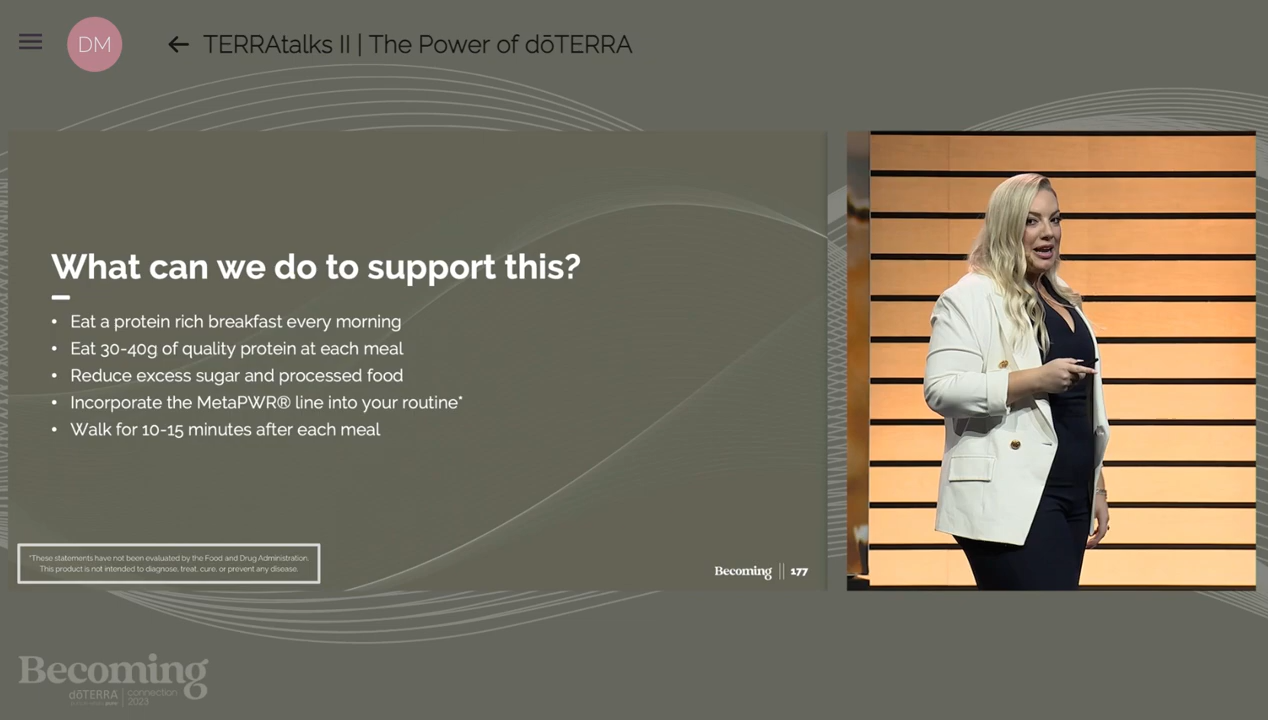 DM
← TERRAtalks II | The Power of dōTERRA
What can we do to support this?
• Eat a protein rich breakfast every morning
• Eat 30-40g of quality protein at each meal
• Reduce excess sugar and processed food
• Incorporate the MetaPWR® line into your routine*
• Walk for 10-15 minutes after each meal
*These statements have not been evaluated by the Food and Drug Administration.
This product is not intended to diagnose, treat, cure, or prevent any disease.
Becoming || 177
Becoming
dōTERRA | connection
2023